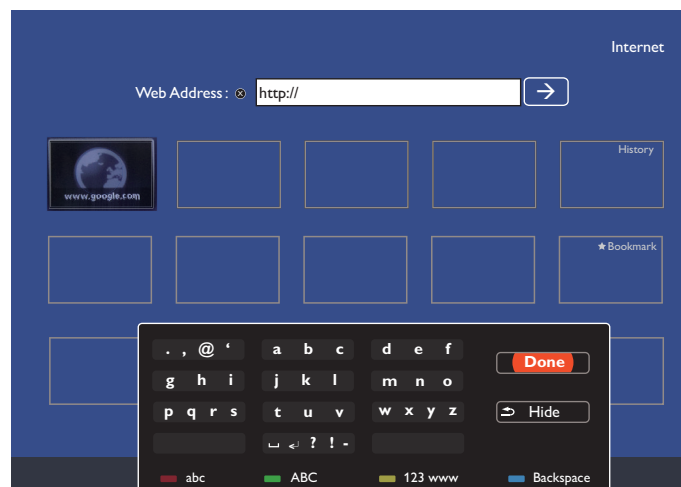 Internet
Web Address : http://
www.google.com
History
★Bookmark
. , @ ‘ a b c d e f
Done
g h i j k l m n o
p q r s t u v w x y z Hide
␣ ↵ ? ! -
abc ABC 123 www Backspace